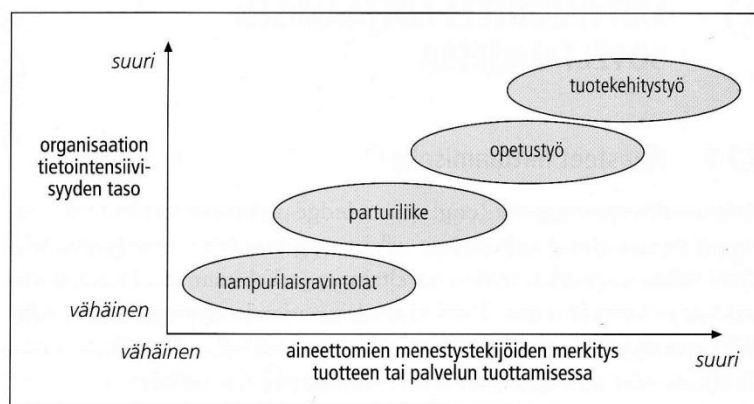 suuri
tuotekehitystyö
organisaation
tietointensiivi-
syyden taso
opetustyö
parturiliike
hampurilaisravintolat
vähäinen
vähäinen
aineettomien menestystekijöiden merkitys
tuotteen tai palvelun tuottamisessa
suuri